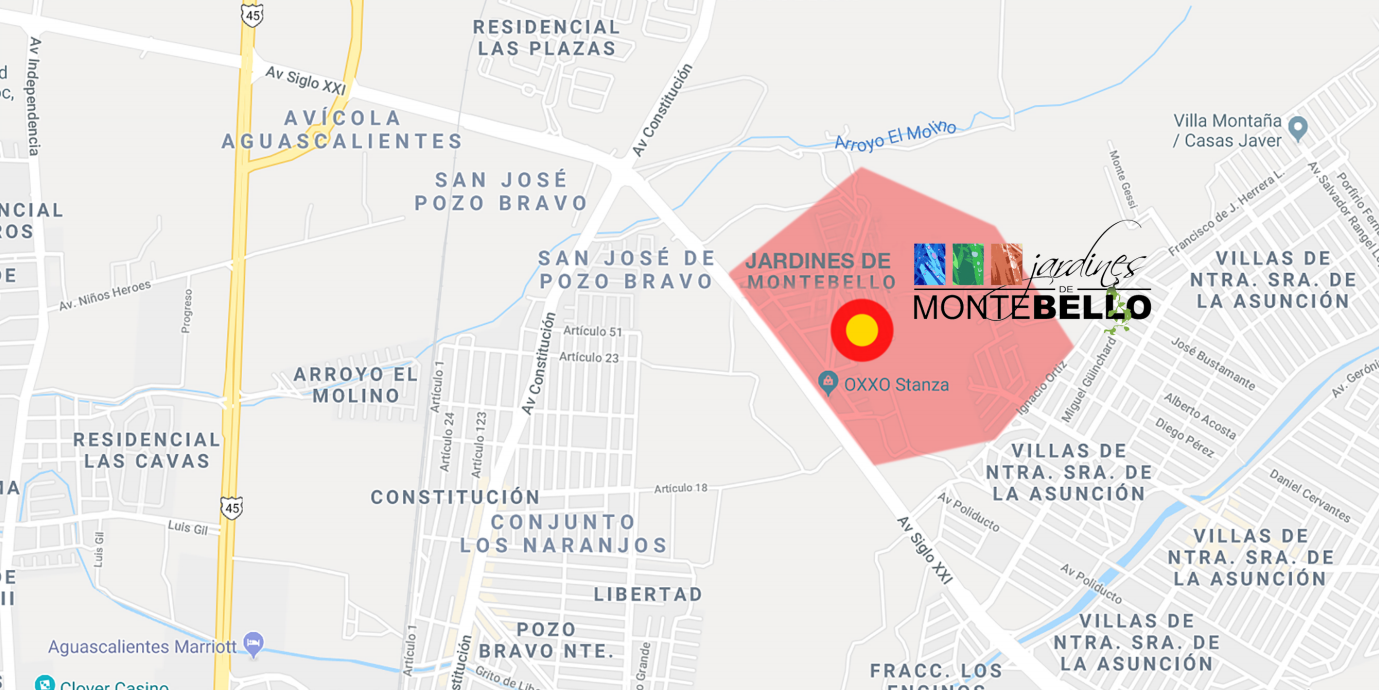 45
RESIDENCIAL
LAS PLAZAS
Av Independencia
Av Siglo XXI
Av Constitución
AVÍCOLA
AGUASCALIENTES
Arroyo El Molino
Villa Montaña
/ Casas Javer
SAN JOSÉ
POZO BRAVO
Monte Gessi
Francisco de J. Herrera L.
Av. Salvador Rangel
Porfirio
SAN JOSÉ DE
POZO BRAVO
JARDINES DE
MONTEBELLO
jardines
DE
MONTEBELLO
VILLAS DE
NTRA. SRA. DE
LA ASUNCIÓN
Av. Niños Heroes
Progreso
Artículo 51
Artículo 23
Av Constitución
Artículo 1
ARROYO EL
MOLINO
OXXO Stanza
Ignacio Ortiz
Miguel Güinchard
José Bustamante
Alberto Acosta
Diego Pérez
Av. Geróni
RESIDENCIAL
LAS CAVAS
Artículo 24
Artículo 123
VILLAS DE
NTRA. SRA. DE
LA ASUNCIÓN
Daniel Cervantes
CONSTITUCIÓN
Artículo 18
Av Poliducto
45
Luis Gil
Luis Gil
CONJUNTO
LOS NARANJOS
Av Siglo XXI
VILLAS DE
NTRA. SRA. DE
LA ASUNCIÓN
Av Poliducto
LIBERTAD
POZO
BRAVO NTE.
VILLAS DE
NTRA. SRA. DE
LA ASUNCIÓN
Aguascalientes Marriott
Artículo 1
stitución
Grito de Libe
Grande
FRACC. LOS
ENCINOS
Clover Casino